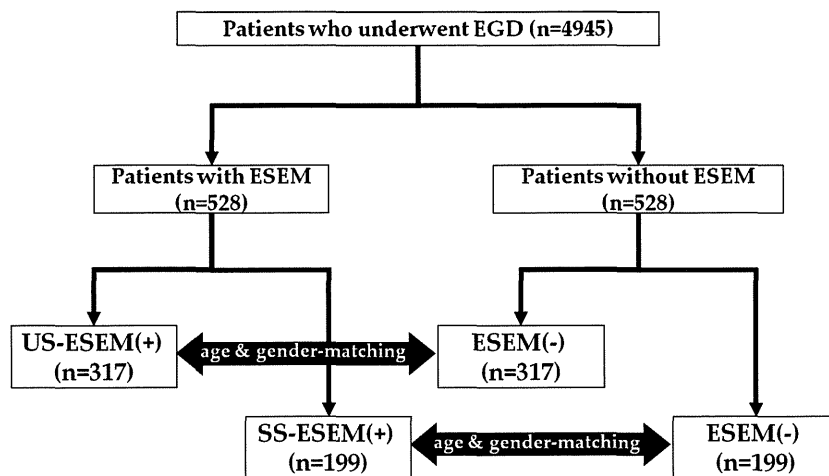 Patients who underwent EGD (n=4945)
Patients with ESEM
(n=528)
Patients without ESEM
(n=528)
US-ESEM(+)
(n=317)
age & gender-matching
ESEM(-)
(n=317)
SS-ESEM(+)
(n=199)
age & gender-matching
ESEM(-)
(n=199)